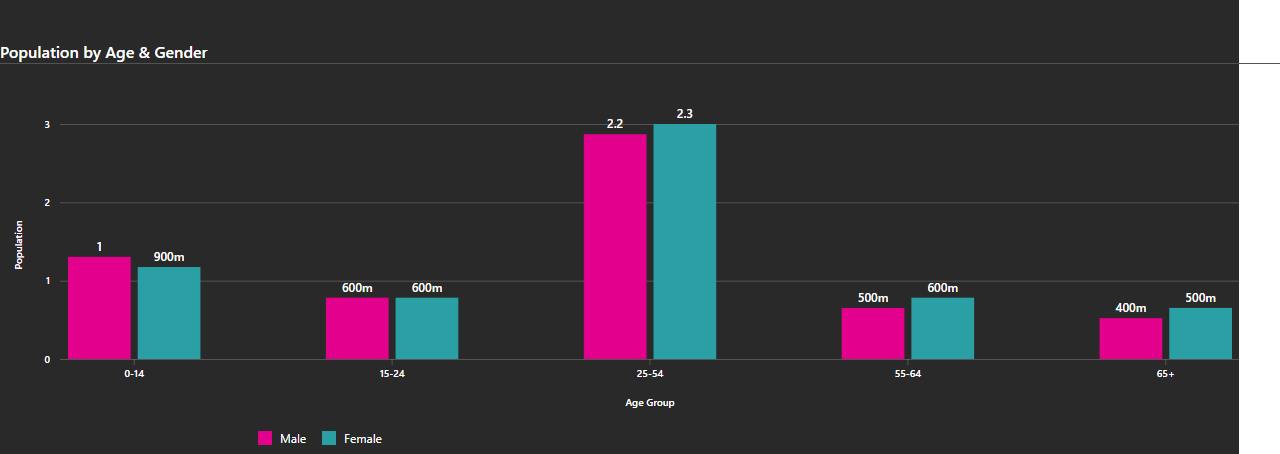 Population by Age & Gender
3
2
1
0
Population
1
900m
600m
600m
2.2
2.3
500m
600m
400m
500m
0-14
15-24
25-54
55-64
65+
Age Group
Male
Female